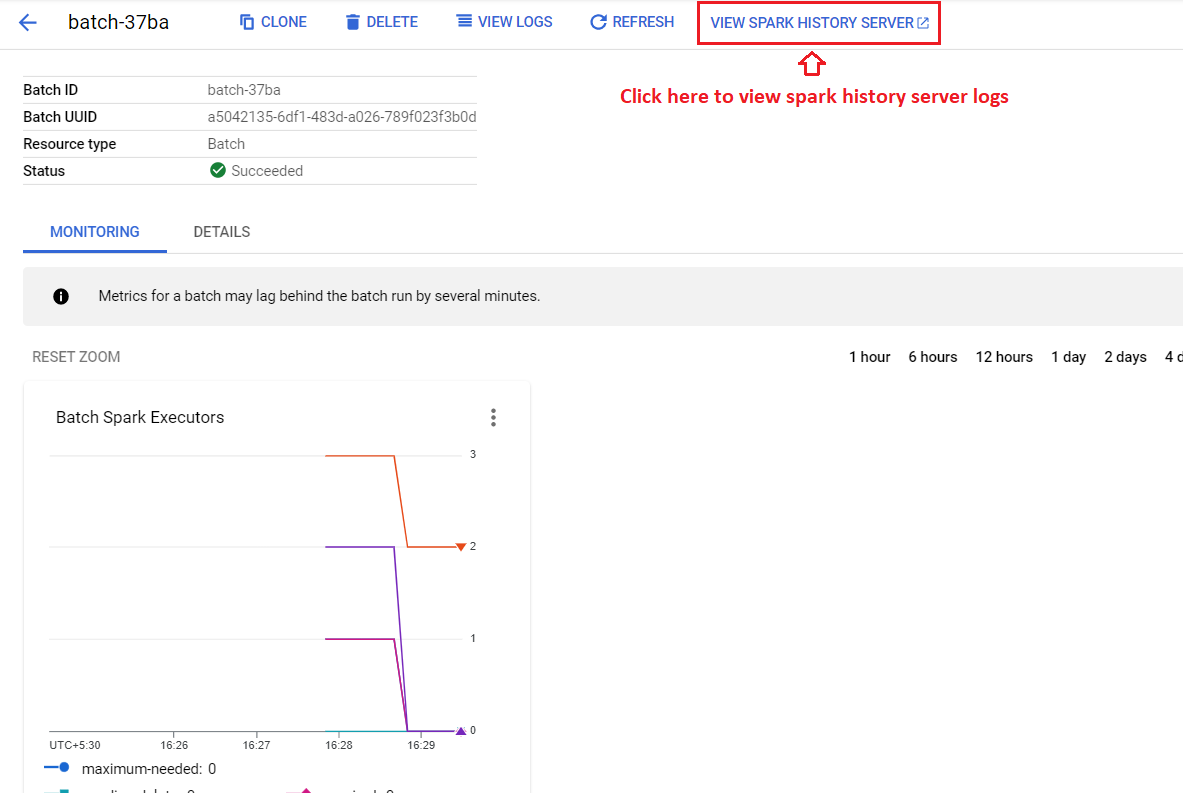 batch-37ba CLONE DELETE VIEW LOGS REFRESH VIEW SPARK HISTORY SERVER
Click here to view spark history server logs
Batch ID batch-37ba
Batch UUID a5042135-6df1-483d-a026-789f023f3b0d
Resource type Batch
Status Succeeded
MONITORING DETAILS
Metrics for a batch may lag behind the batch run by several minutes.
RESET ZOOM 1 hour 6 hours 12 hours 1 day 2 days 4 d
Batch Spark Executors
3
2
1
0
UTC+5:30 16:26 16:27 16:28 16:29
maximum-needed: 0